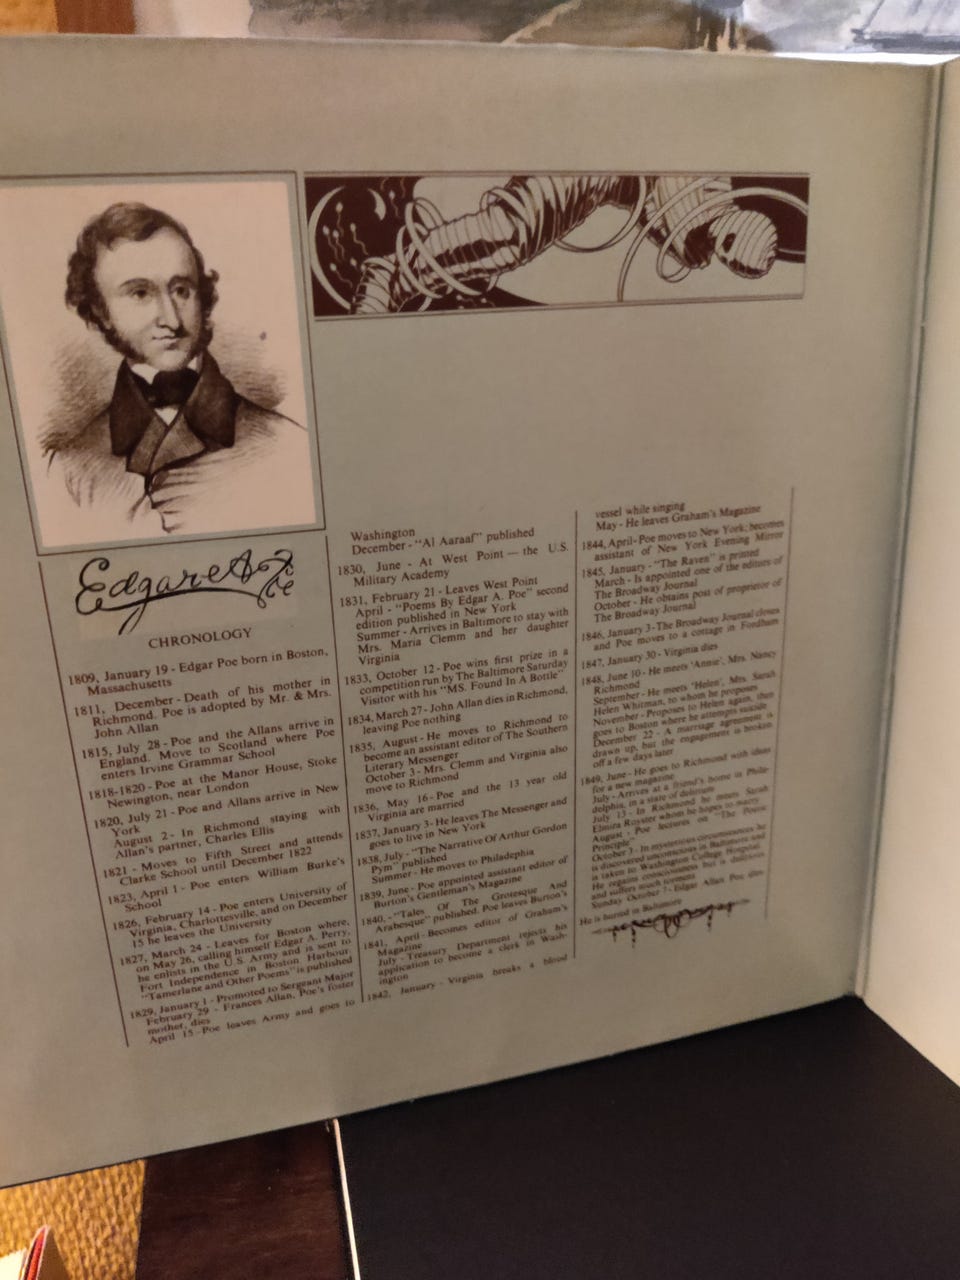 Edgar A Poe
CHRONOLOGY
1809, January 19 - Edgar Poe born in Boston,
Massachusetts
1811, December - Death of his mother in
Richmond. Poe is adopted by Mr. & Mrs.
John Allan
1815, July 28 - Poe and the Allans arrive in
England. Move to Scotland where Poe
enters Irvine Grammar School
1818-1820 - Poe at the Manor House, Stoke
Newington, near London
1820, July 21 - Poe and Allans arrive in New
York
August 2 - In Richmond staying with
Allan's partner, Charles Ellis
1821 - Moves to Fifth Street and attends
Clarke School until December 1822
1823, April 1 - Poe enters William Burke's
School
1826, February 14 - Poe enters University of
Virginia, Charlottesville, and on December
15 he leaves the University
1827, March 24 - Leaves for Boston where,
on May 26, calling himself Edgar A. Perry,
he enlists in the U.S. Army and is sent to
Fort Independence in Boston Harbour.
"Tamerlane and Other Poems" is published
1829, January 1 - Promoted to Sergeant Major
February 29 - Frances Allan, Poe's foster
mother, dies
April 15 - Poe leaves Army and goes to
Washington
December - "Al Aaraaf" published
1830, June - At West Point — the U.S.
Military Academy
1831, February 21 - Leaves West Point
April - "Poems By Edgar A. Poe" second
edition published in New York
Summer - Arrives in Baltimore to stay with
Mrs. Maria Clemm and her daughter
Virginia
1833, October 12 - Poe wins first prize in a
competition run by The Baltimore Saturday
Visitor with his "MS. Found In A Bottle"
1834, March 27 - John Allan dies in Richmond,
leaving Poe nothing
1835, August - He moves to Richmond to
become an assistant editor of The Southern
Literary Messenger
October 3 - Mrs. Clemm and Virginia also
move to Richmond
1836, May 16 - Poe and the 13 year old
Virginia are married
1837, January 3 - He leaves The Messenger and
goes to live in New York
1838, July - "The Narrative Of Arthur Gordon
Pym" published
Summer - He moves to Philadelphia
1839, June - Poe appointed assistant editor of
Burton's Gentleman's Magazine
1840, - "Tales Of The Grotesque And
Arabesque" published. Poe leaves Burton's
1841, April - Becomes editor of Graham's
Magazine
July - Treasury Department rejects his
application to become a clerk in Wash-
ington
1842, January - Virginia breaks a blood
vessel while singing
May - He leaves Graham's Magazine
1844, April - Poe moves to New York; becomes
assistant of New York Evening Mirror
1845, January - "The Raven" is printed
March - Is appointed one of the editors of
The Broadway Journal
October - He obtains post of proprietor of
The Broadway Journal
1846, January 3 - The Broadway Journal closes
and Poe moves to a cottage in Fordham
1847, January 30 - Virginia dies
1848, June 10 - He meets 'Annie', Mrs. Nancy
Richmond
September - He meets 'Helen', Mrs. Sarah
Helen Whitman, to whom he proposes
November - Proposes to Helen again, then
goes to Boston where he attempts suicide
December 22 - A marriage agreement is
drawn up, but the engagement is broken
off a few days later
1849, June - He goes to Richmond with ideas
for a new magazine
July - Arrives at a friend's home in Phila-
delphia, in a state of delirium
July 13 - In Richmond he meets Sarah
Elmira Royster whom he hopes to marry
August - Poe lectures on "The Poetic
Principle"
October 3 - In mysterious circumstances he
is discovered unconscious in Baltimore and
is taken to Washington College Hospital.
He regains consciousness but is delirious
and suffers much torment
Sunday October 7 - Edgar Allan Poe dies
He is buried in Baltimore